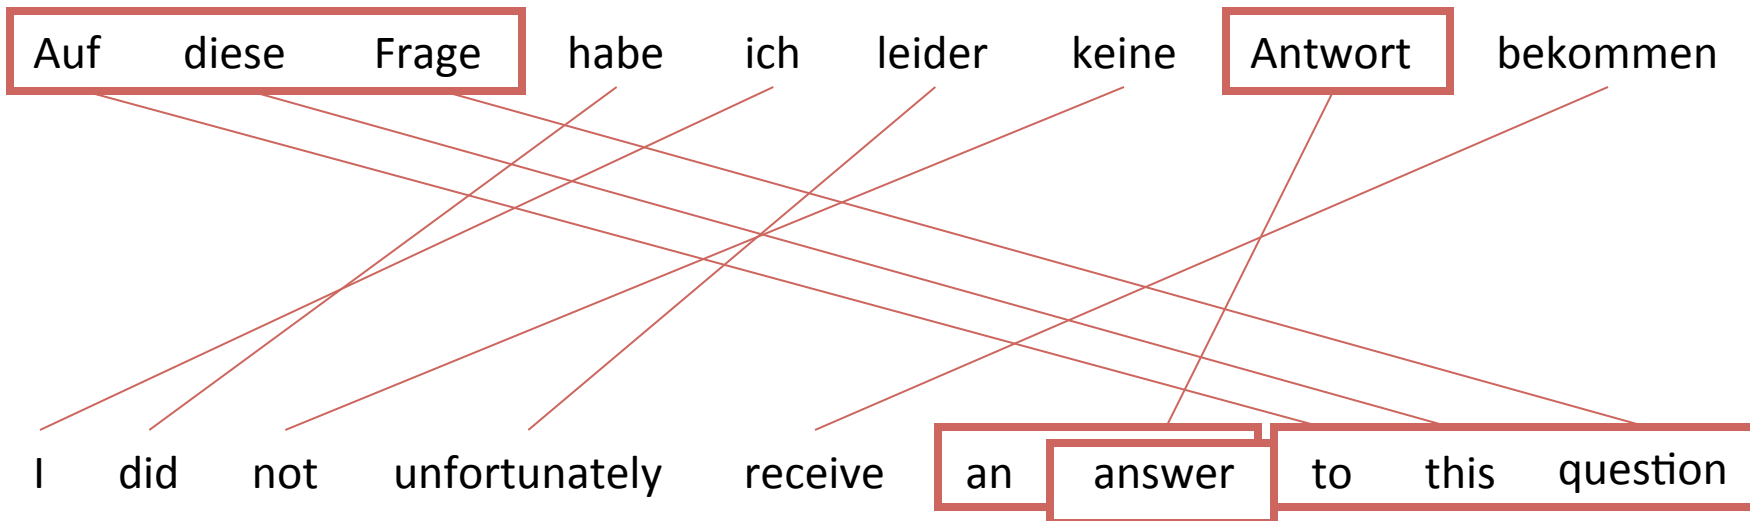 Auf diese Frage habe ich leider keine Antwort bekommen
I did not unfortunately receive an answer to this question